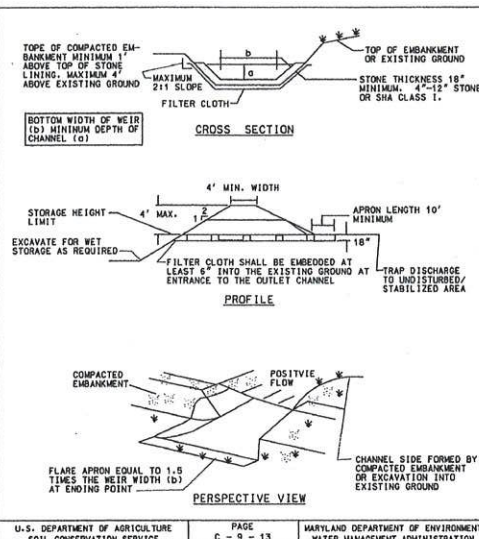 TOPE OF COMPACTED EM-
BANKMENT MINIMUM 1'
ABOVE TOP OF STONE
LINING. MAXIMUM 4'
ABOVE EXISTING GROUND
b
a
MAXIMUM
2:1 SLOPE
FILTER CLOTH
TOP OF EMBANKMENT
OR EXISTING GROUND
STONE THICKNESS 18"
MINIMUM. 4"-12" STONE
OR SHA CLASS I.
BOTTOM WIDTH OF WEIR
(b) MINIMUM DEPTH OF
CHANNEL (a)
CROSS SECTION
4' MIN. WIDTH
STORAGE HEIGHT
LIMIT
4' MAX.
2
1
APRON LENGTH 10'
MINIMUM
18"
EXCAVATE FOR WET
STORAGE AS REQUIRED
FILTER CLOTH SHALL BE EMBEDDED AT
LEAST 6" INTO THE EXISTING GROUND AT
ENTRANCE TO THE OUTLET CHANNEL
TRAP DISCHARGE
TO UNDISTURBED/
STABILIZED AREA
PROFILE
COMPACTED
EMBANKMENT
POSITVIE
FLOW
FLARE APRON EQUAL TO 1.5
TIMES THE WEIR WIDTH (b)
AT ENDING POINT
CHANNEL SIDE FORMED BY
COMPACTED EMBANKMENT
OR EXCAVATION INTO
EXISTING GROUND
PERSPECTIVE VIEW
U.S. DEPARTMENT OF AGRICULTURE
SOIL CONSERVATION SERVICE
PAGE
C - 9 - 13
MARYLAND DEPARTMENT OF ENVIRONMENT
WATER MANAGEMENT ADMINISTRATION